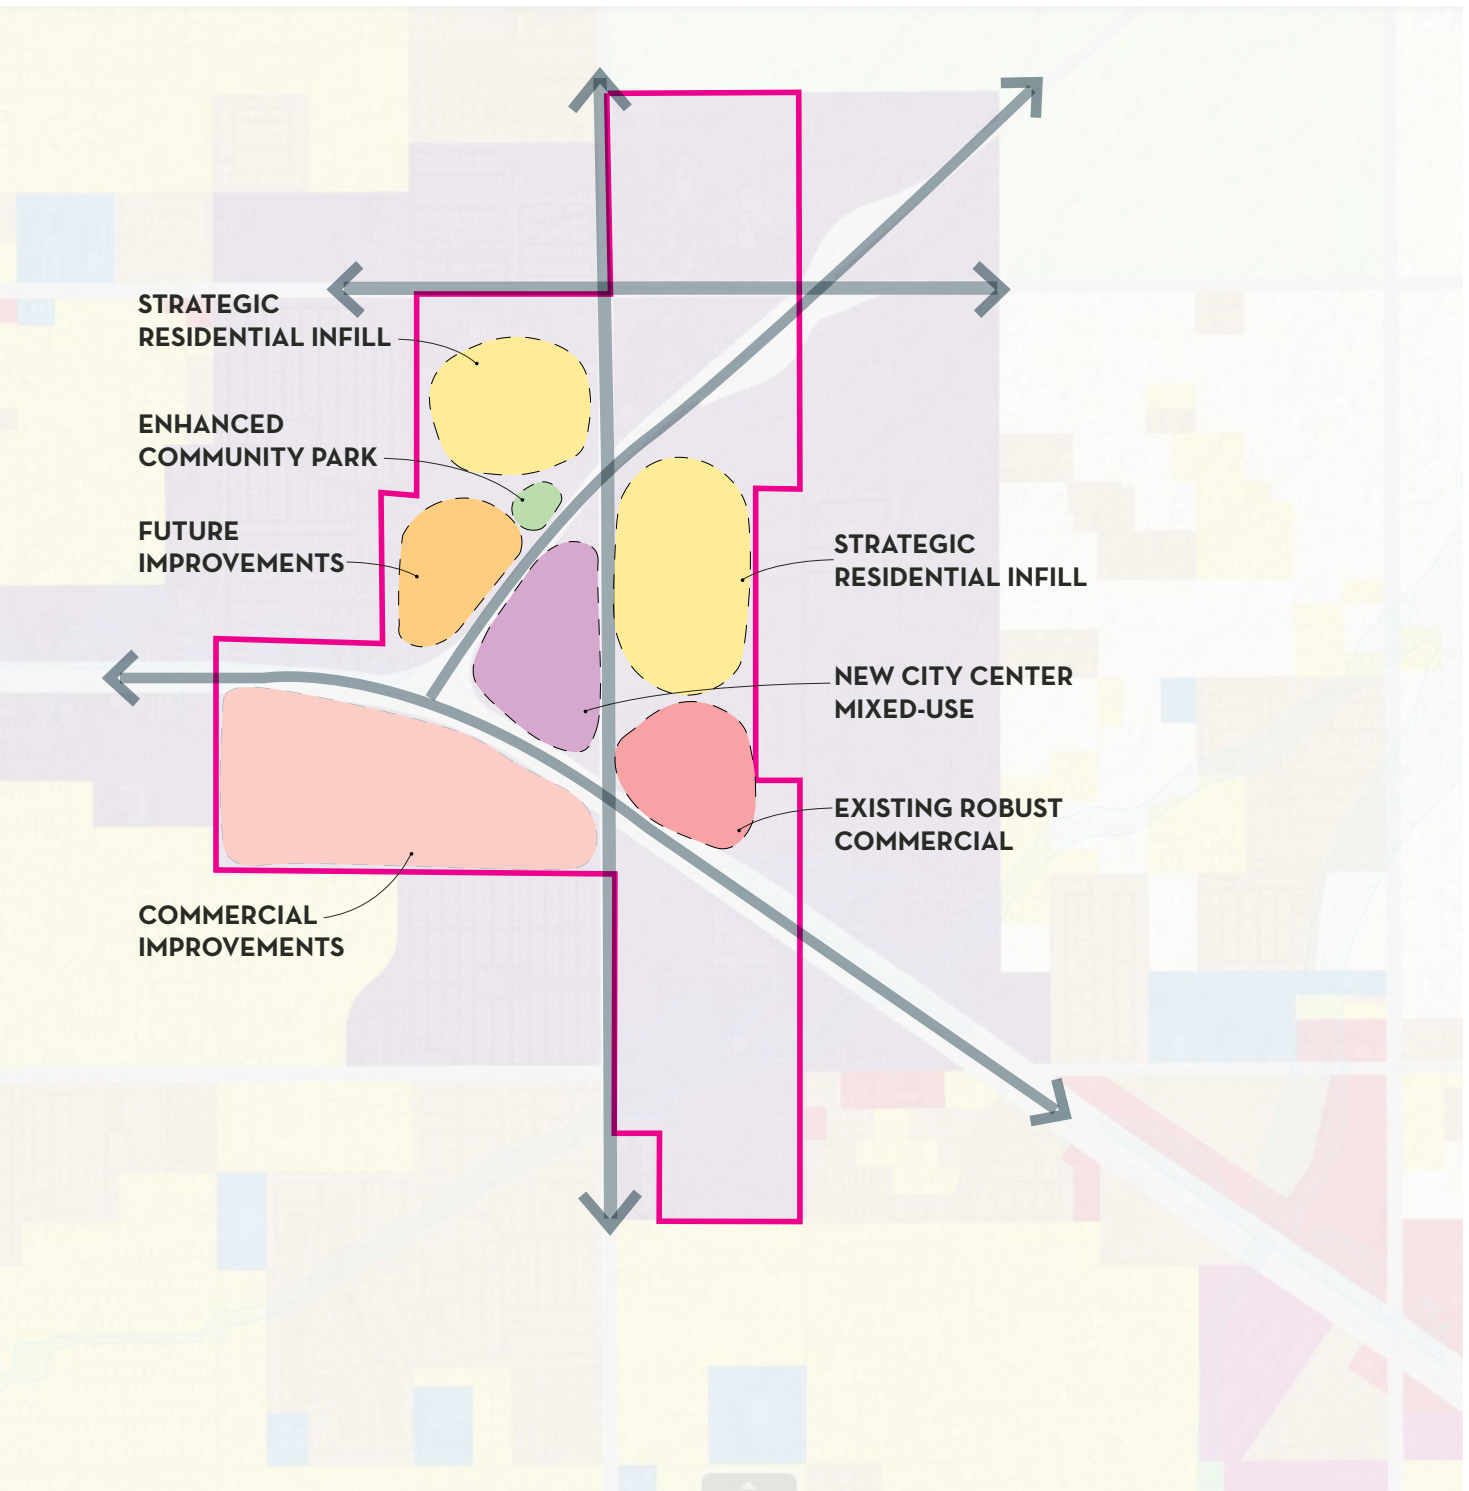 STRATEGIC
RESIDENTIAL INFILL
ENHANCED
COMMUNITY PARK
FUTURE
IMPROVEMENTS
STRATEGIC
RESIDENTIAL INFILL
NEW CITY CENTER
MIXED-USE
EXISTING ROBUST
COMMERCIAL
COMMERCIAL
IMPROVEMENTS